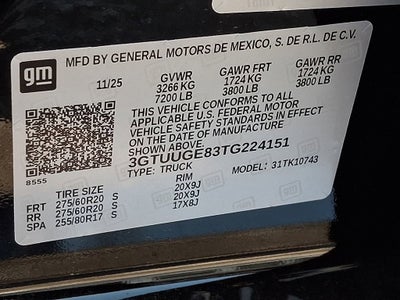 gm
MFD BY GENERAL MOTORS DE MEXICO, S. DE R.L. DE C.V.
11/25 GVWR GAWR FRT GAWR RR
3266 KG 1724 KG 1724 KG
7200 LB 3800 LB 3800 LB
THIS VEHICLE CONFORMS TO ALL
APPLICABLE U.S. FEDERAL MOTOR
VEHICLE SAFETY STANDARDS IN EFFECT
ON THE DATE OF MANUFACTURE
SHOWN ABOVE.
3GTUUGE83TG224151
8555 TYPE: TRUCK MODEL: 31TK10743
TIRE SIZE RIM
FRT 275/60R20 S 20X9J
RR 275/60R20 S 20X9J
SPA 255/80R17 S 17X8J